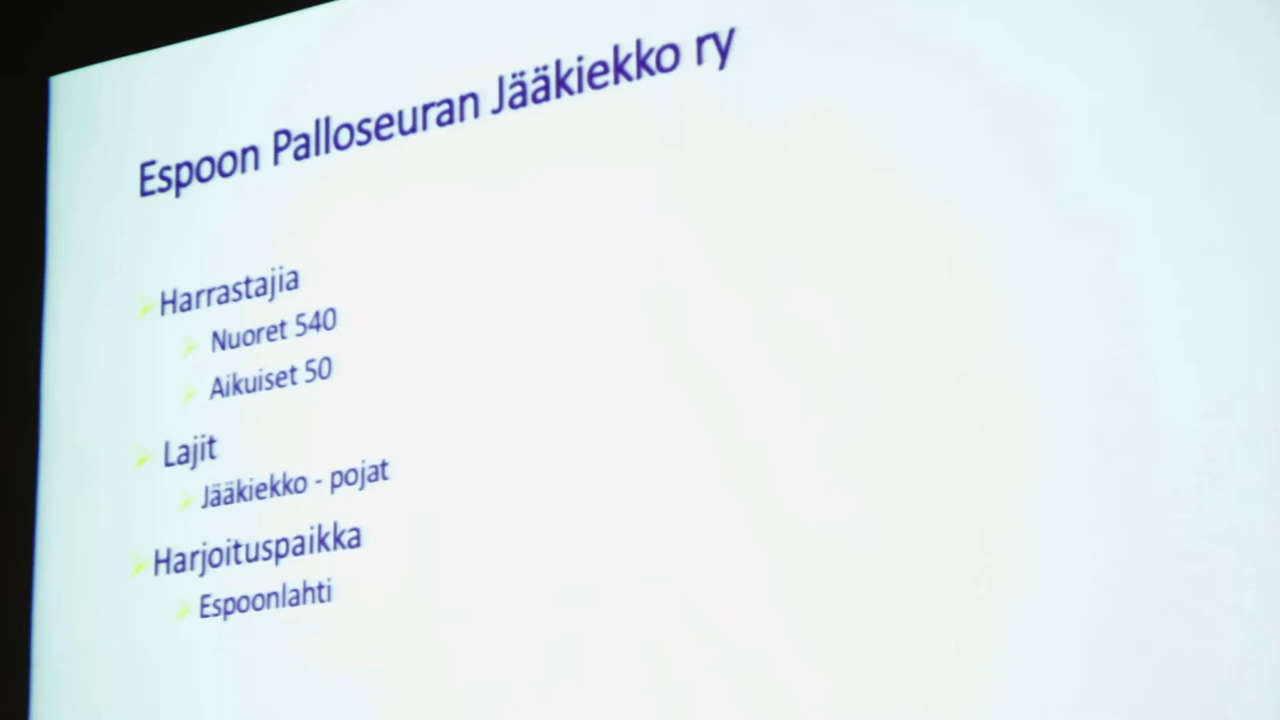 Espoon Palloseuran Jääkiekko ry
Harrastajia
Nuoret 540
Aikuiset 50
Lajit
Jääkiekko - pojat
Harjoituspaikka
Espoonlahti